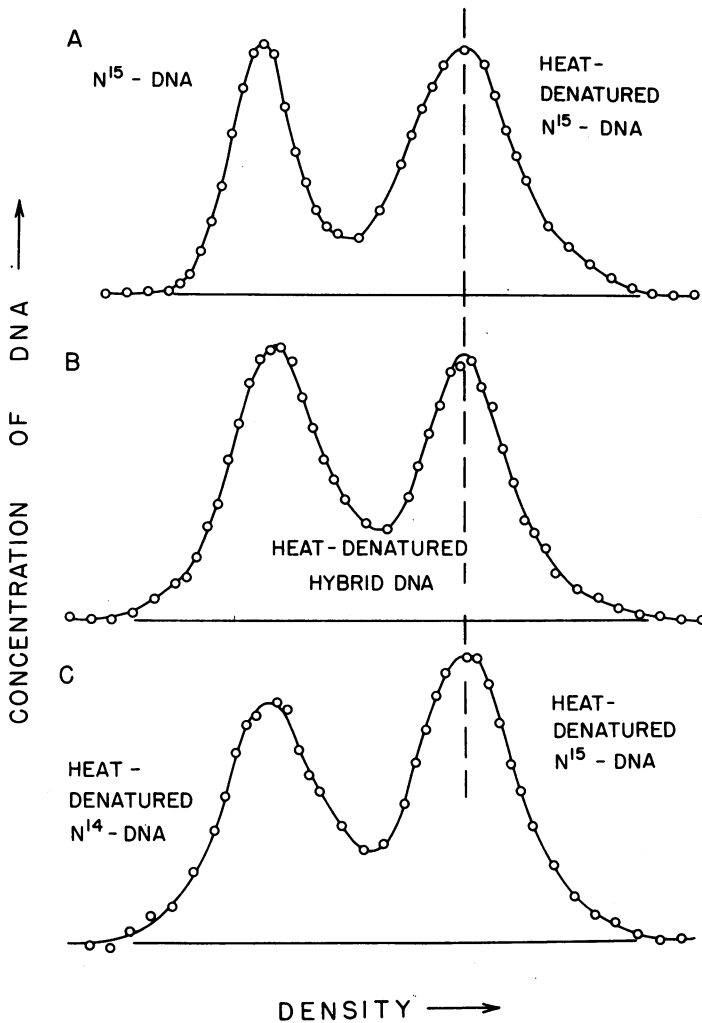 A
N¹⁵ - DNA
HEAT-
DENATURED
N¹⁵ - DNA
B
HEAT-DENATURED
HYBRID DNA
C
HEAT-
DENATURED
N¹⁴-DNA
HEAT-
DENATURED
N¹⁵ - DNA
CONCENTRATION OF DNA
DENSITY